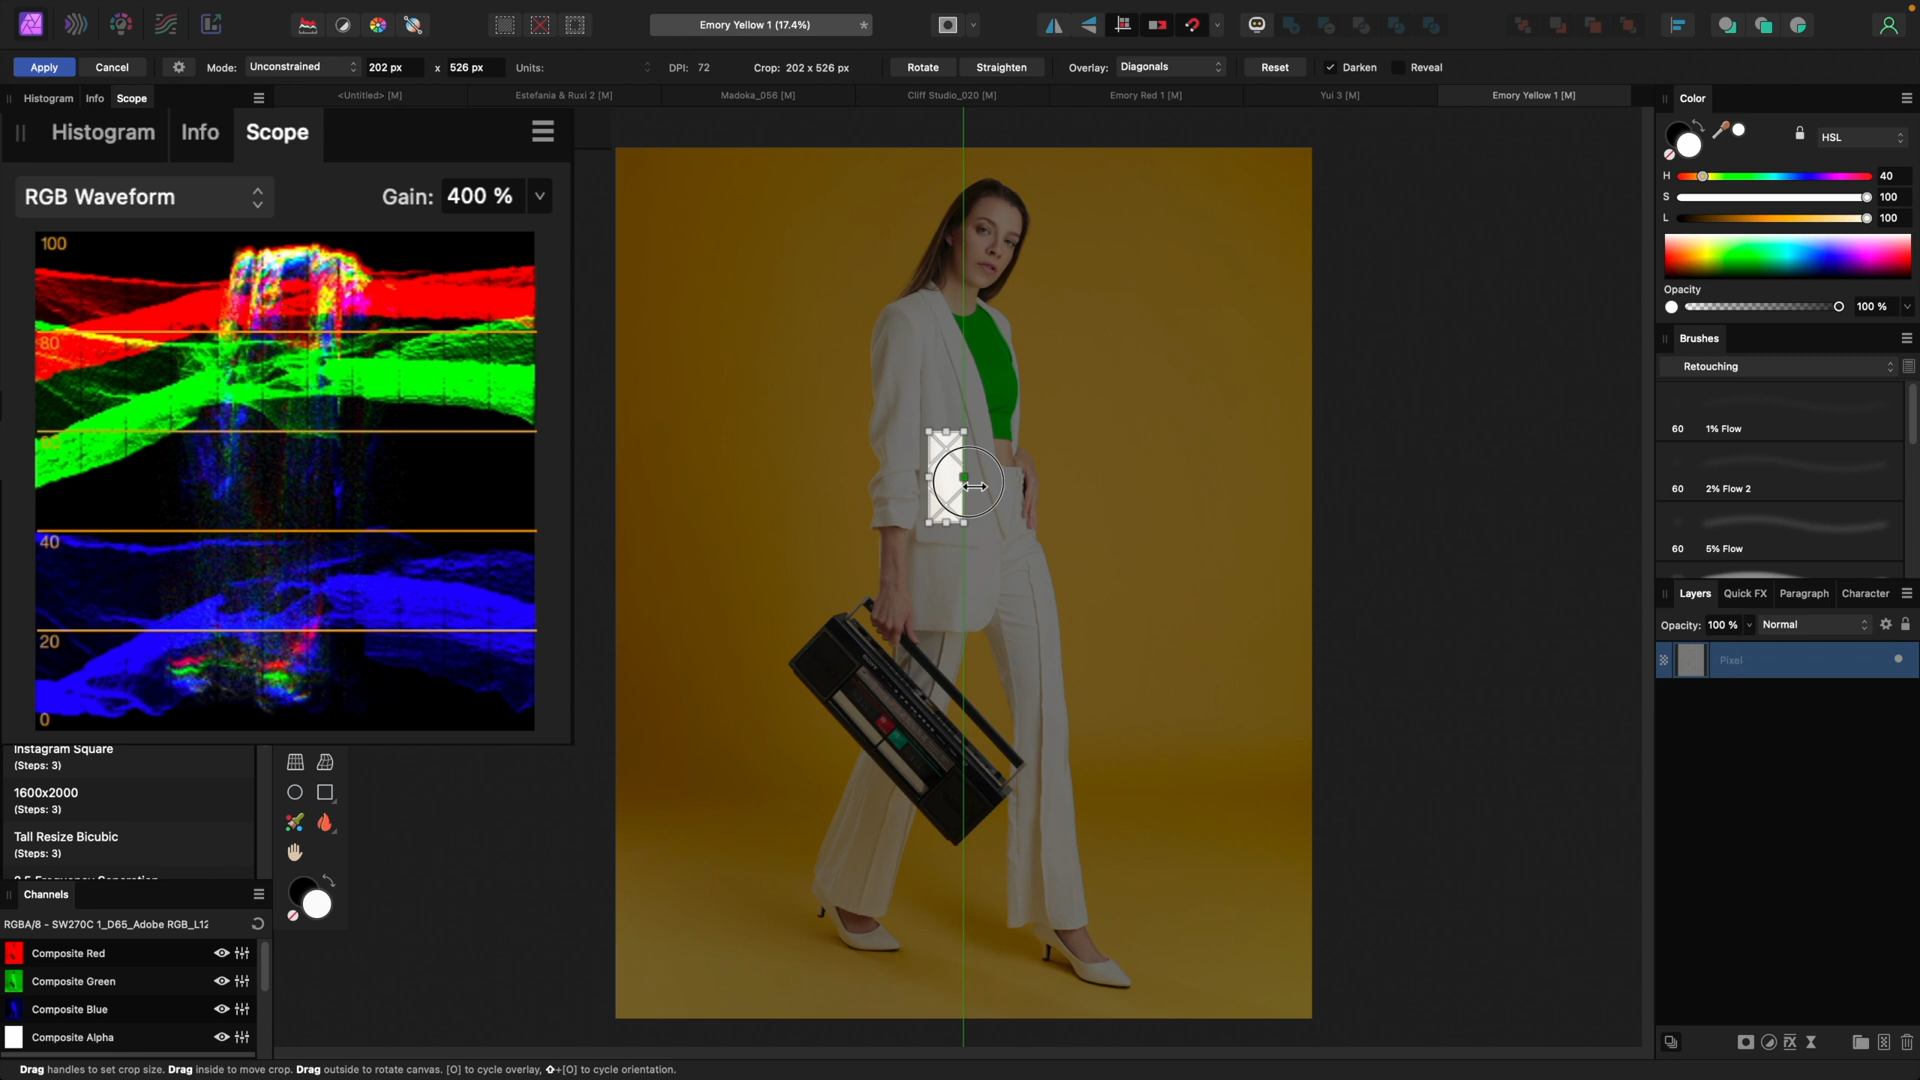 Emory Yellow 1 (17.4%)
Apply Cancel Mode: Unconstrained 202 px x 526 px Units: DPI: 72 Crop: 202 x 526 px Rotate Straighten Overlay: Diagonals Reset Darken Reveal
Histogram Info Scope
<Untitled> [M] Estefania & Ruxi 2 [M] Madoka_056 [M] Cliff Studio_020 [M] Emory Red 1 [M] Yui 3 [M] Emory Yellow 1 [M]
Histogram Info Scope
RGB Waveform Gain: 400 %
100
80
40
20
0
SONY
Instagram Square
(Steps: 3)
1600x2000
(Steps: 3)
Tall Resize Bicubic
(Steps: 3)
Channels
RGBA/8 - SW270C 1_D65_Adobe RGB_L12
Composite Red
Composite Green
Composite Blue
Composite Alpha
Color
HSL
H 40
S 100
L 100
Opacity
100 %
Brushes
Retouching
60 1% Flow
60 2% Flow 2
60 5% Flow
Layers Quick FX Paragraph Character
Opacity: 100 % Normal
Pixel
Drag handles to set crop size. Drag inside to move crop. Drag outside to rotate canvas. [O] to cycle overlay, ⇧+[O] to cycle orientation.